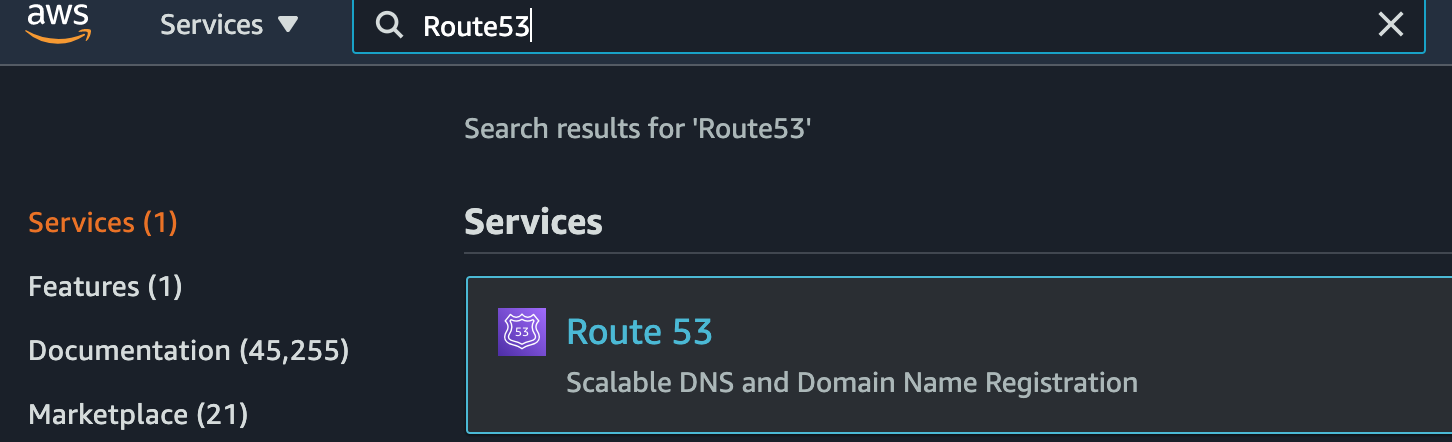 aws
Services
Route53
Search results for 'Route53'
Services (1)
Features (1)
Documentation (45,255)
Marketplace (21)
Services
53
Route 53
Scalable DNS and Domain Name Registration